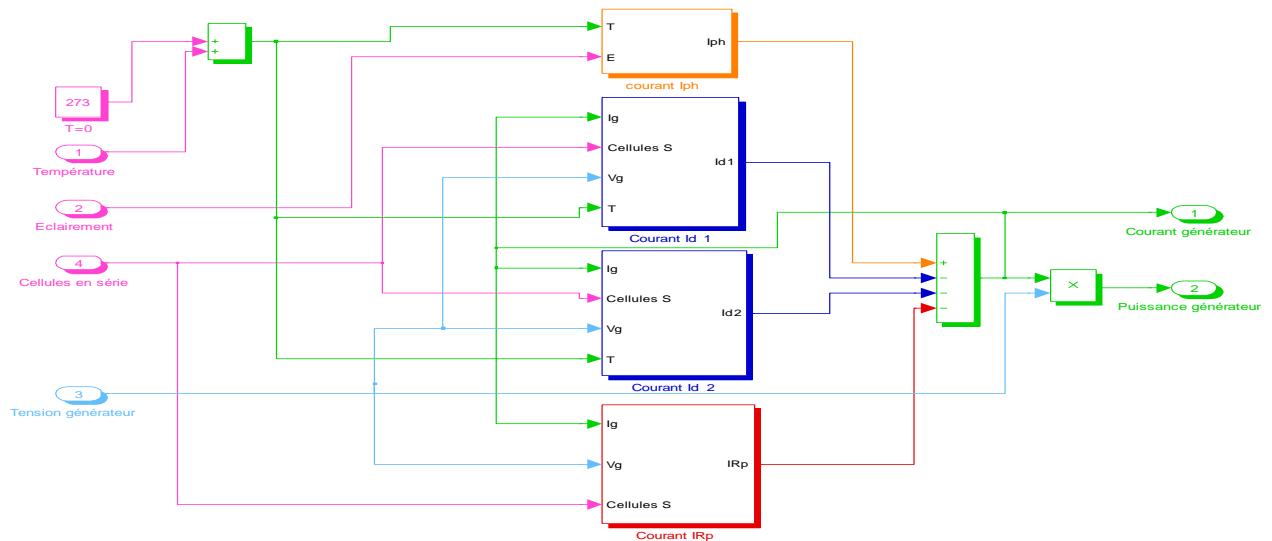 +
+
273
T=0
1
Température
2
Eclairement
4
Cellules en série
3
Tension générateur
T
E
Iph
courant Iph
Ig
Cellules S
Vg
T
Id1
Courant Id 1
Ig
Cellules S
Vg
T
Id2
Courant Id 2
Ig
Vg
Cellules S
IRp
Courant IRp
+
−
−
−
×
1
Courant générateur
2
Puissance générateur